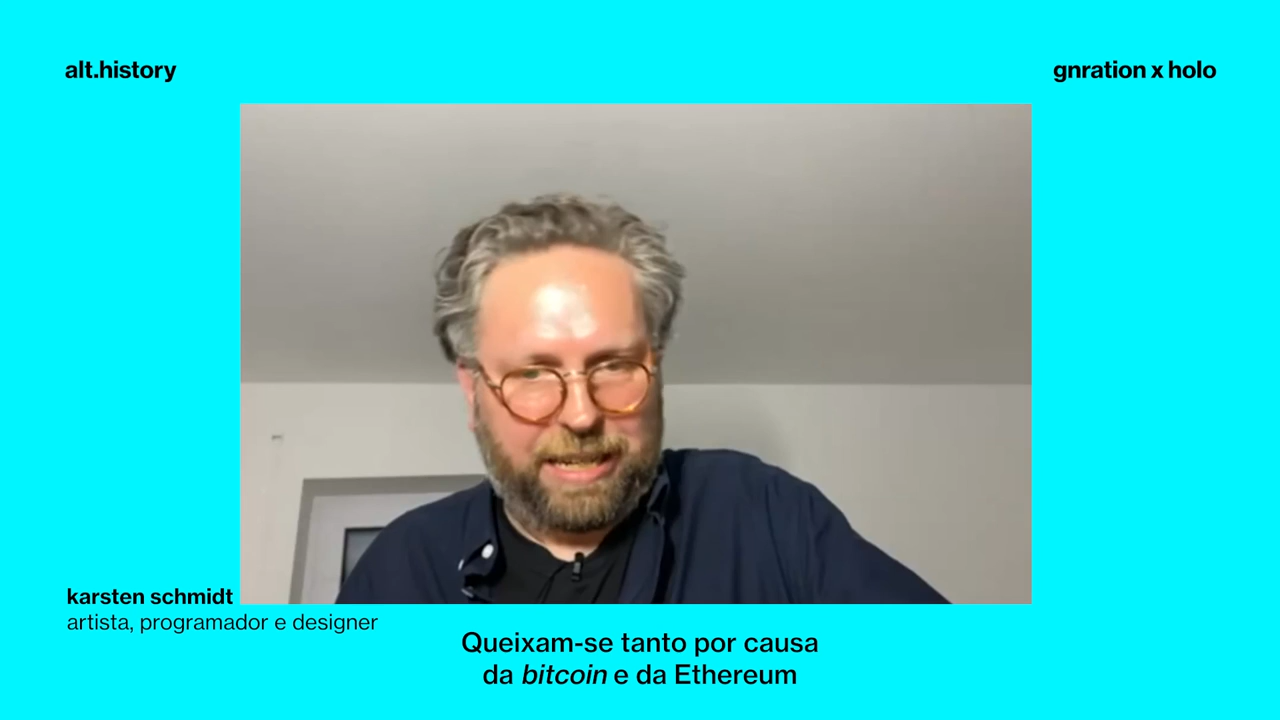 alt.history
gnration x holo
karsten schmidt
artista, programador e designer
Queixam-se tanto por causa
da bitcoin e da Ethereum